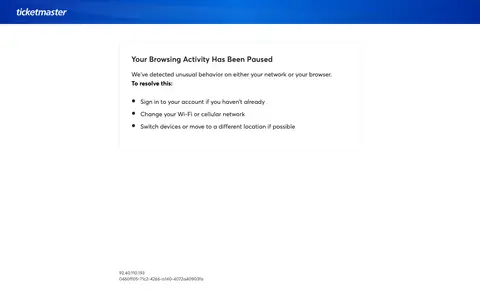 ticketmaster
Your Browsing Activity Has Been Paused
We've detected unusual behavior on either your network or your browser.
To resolve this:
Sign in to your account if you haven't already
Change your Wi-Fi or cellular network
Switch devices or move to a different location if possible